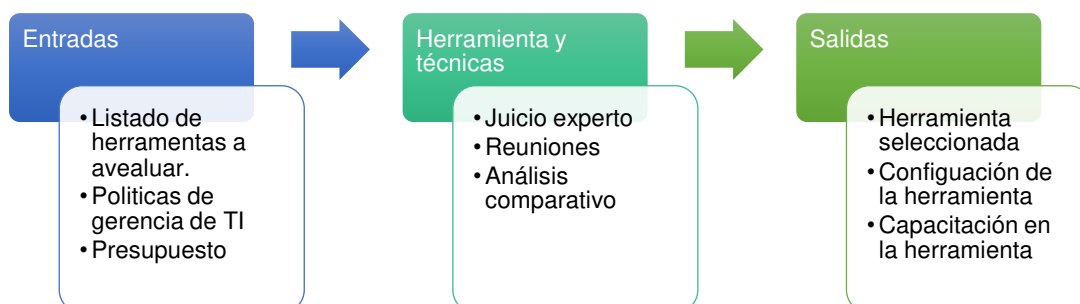 Entradas
• Listado de
herramentas a
avealuar.
• Politicas de
gerencia de TI
• Presupuesto
Herramienta y
técnicas
• Juicio experto
• Reuniones
• Análisis
comparativo
Salidas
• Herramienta
seleccionada
• Configuación de
la herramienta
• Capacitación en
la herramienta